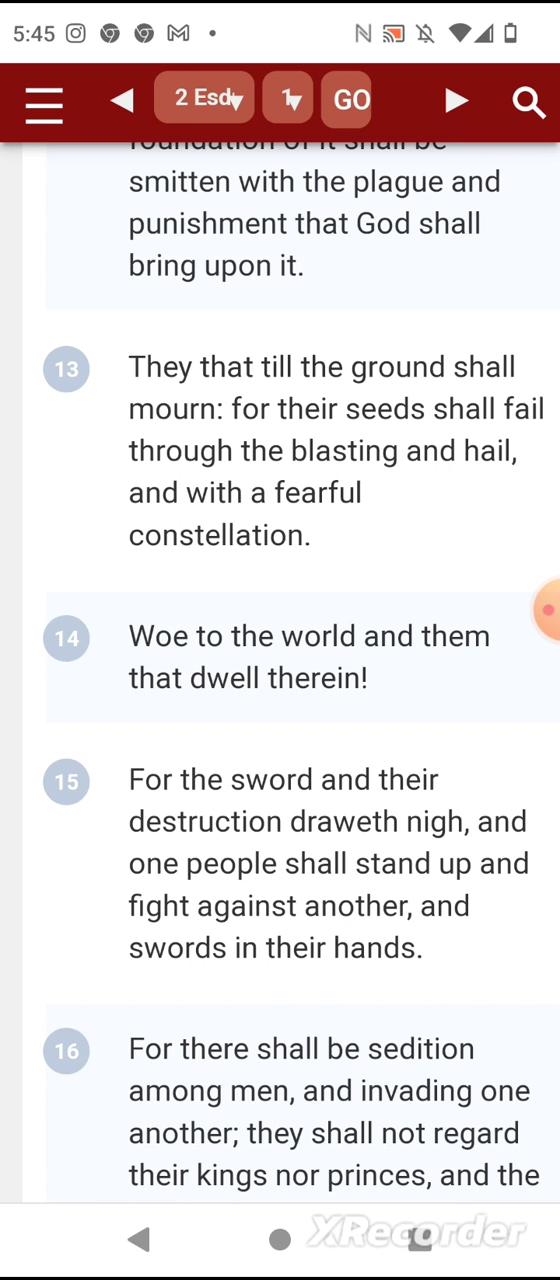 5:45
2 Esd 1 GO
foundation of it shall be
smitten with the plague and
punishment that God shall
bring upon it.
13 They that till the ground shall
mourn: for their seeds shall fail
through the blasting and hail,
and with a fearful
constellation.
14 Woe to the world and them
that dwell therein!
15 For the sword and their
destruction draweth nigh, and
one people shall stand up and
fight against another, and
swords in their hands.
16 For there shall be sedition
among men, and invading one
another; they shall not regard
their kings nor princes, and the
XRecorder